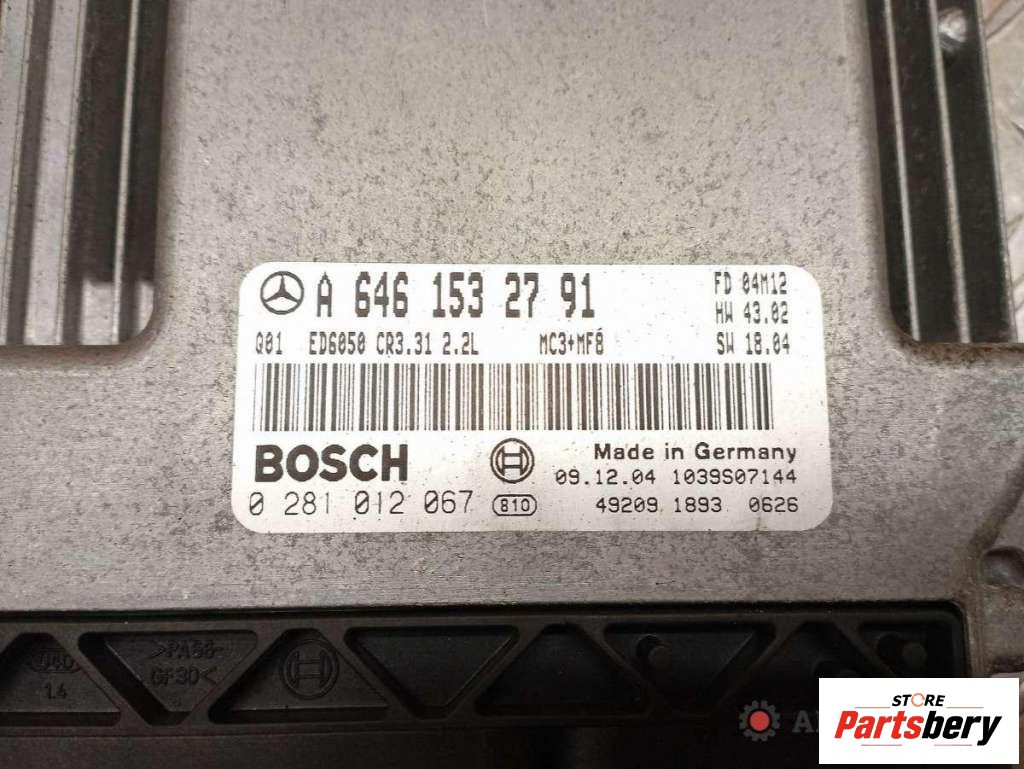 A 646 153 27 91
FD 04M12
HW 43.02
Q01 ED6050 CR3.31 2.2L MC3+MF8 SW 18.04
BOSCH
Made in Germany
09.12.04 1039S07144
0 281 012 067 810 49209 1893 0626
>PA66-
GF30<
1.4
STORE
Partsbery